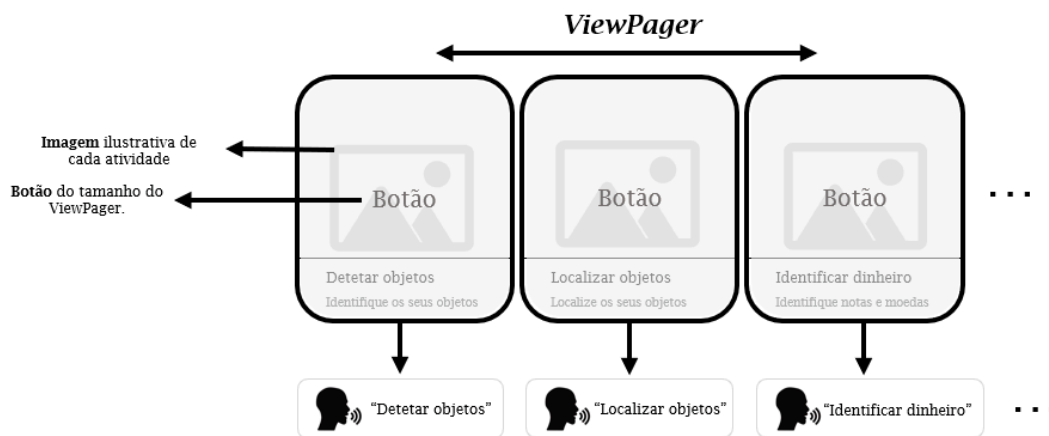 ViewPager
Imagem ilustrativa de
cada atividade
Botão do tamanho do
ViewPager.
Botão
Botão
Botão
. . .
Detetar objetos
Identifique os seus objetos
Localizar objetos
Localize os seus objetos
Identificar dinheiro
Identifique notas e moedas
“Detetar objetos”
“Localizar objetos”
“Identificar dinheiro”
. .